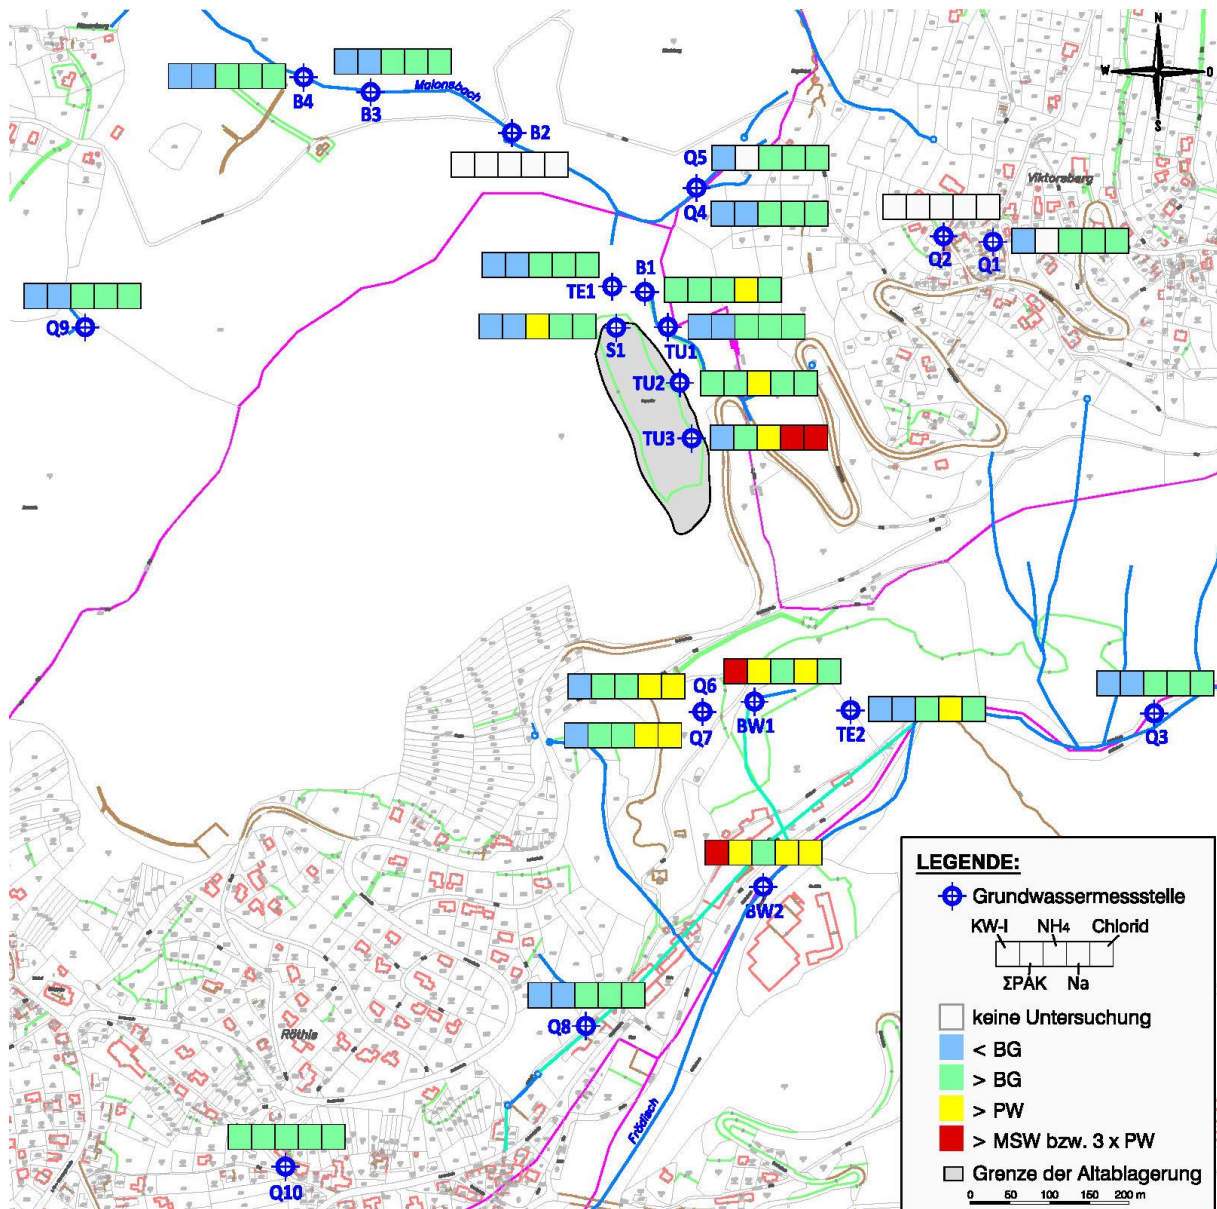 N
W
O
S
B4
B3
Malonsbach
B2
Q5
Q4
Viktorsberg
Q2
Q1
TE1
B1
Q9
S1
TU1
TU2
TU3
Q6
Q7
BW1
TE2
Q3
BW2
Q8
Röthis
Frödisch
Q10
LEGENDE:
Grundwassermessstelle
KW-I NH4 Chlorid
ΣPAK Na
keine Untersuchung
< BG
> BG
> PW
> MSW bzw. 3 x PW
Grenze der Altablagerung
0 50 100 150 200 m